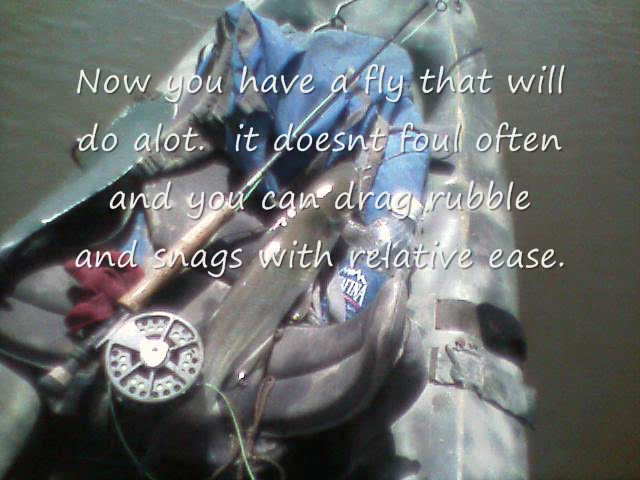 Now you have a fly that will
do alot.  it doesnt foul often
and you can drag rubble
and snags with relative ease.